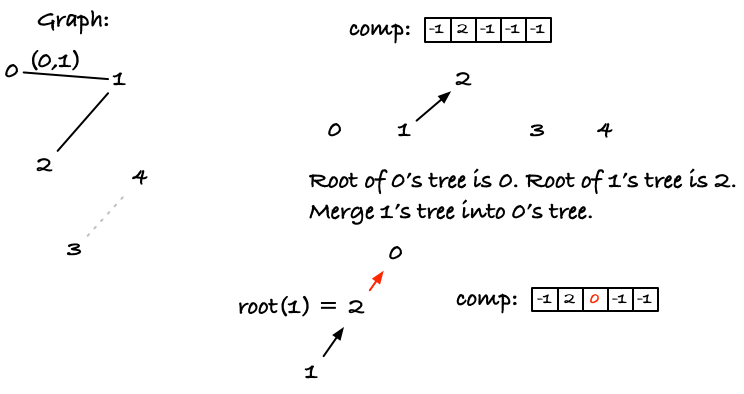 Graph:
comp: -1 2 -1 -1 -1
0 (0,1) 1
2
0 1 3 4
2
4
3
Root of 0's tree is 0. Root of 1's tree is 2.
Merge 1's tree into 0's tree.
0
root(1) = 2
comp: -1 2 0 -1 -1
1